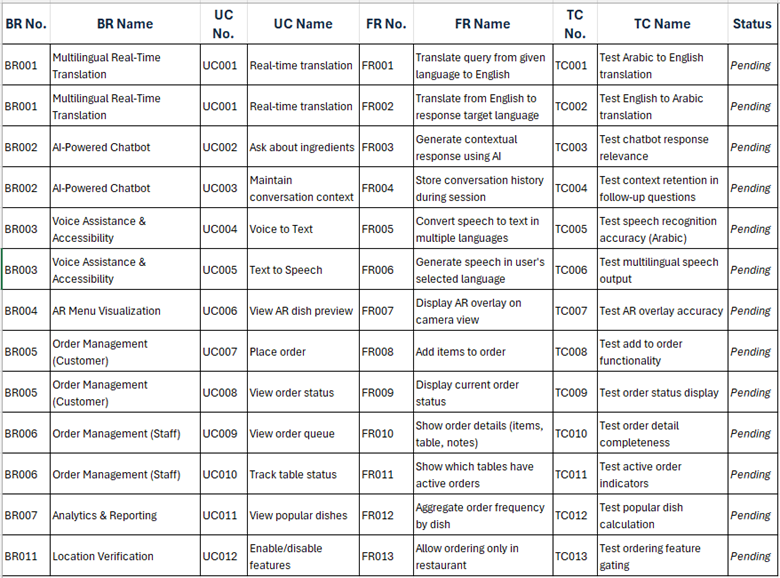 BR No. BR Name UC No. UC Name FR No. FR Name TC No. TC Name Status
BR001 Multilingual Real-Time Translation UC001 Real-time translation FR001 Translate query from given language to English TC001 Test Arabic to English translation Pending
BR001 Multilingual Real-Time Translation UC001 Real-time translation FR002 Translate from English to response target language TC002 Test English to Arabic translation Pending
BR002 AI-Powered Chatbot UC002 Ask about ingredients FR003 Generate contextual response using AI TC003 Test chatbot response relevance Pending
BR002 AI-Powered Chatbot UC003 Maintain conversation context FR004 Store conversation history during session TC004 Test context retention in follow-up questions Pending
BR003 Voice Assistance & Accessibility UC004 Voice to Text FR005 Convert speech to text in multiple languages TC005 Test speech recognition accuracy (Arabic) Pending
BR003 Voice Assistance & Accessibility UC005 Text to Speech FR006 Generate speech in user's selected language TC006 Test multilingual speech output Pending
BR004 AR Menu Visualization UC006 View AR dish preview FR007 Display AR overlay on camera view TC007 Test AR overlay accuracy Pending
BR005 Order Management (Customer) UC007 Place order FR008 Add items to order TC008 Test add to order functionality Pending
BR005 Order Management (Customer) UC008 View order status FR009 Display current order status TC009 Test order status display Pending
BR006 Order Management (Staff) UC009 View order queue FR010 Show order details (items, table, notes) TC010 Test order detail completeness Pending
BR006 Order Management (Staff) UC010 Track table status FR011 Show which tables have active orders TC011 Test active order indicators Pending
BR007 Analytics & Reporting UC011 View popular dishes FR012 Aggregate order frequency by dish TC012 Test popular dish calculation Pending
BR011 Location Verification UC012 Enable/disable features FR013 Allow ordering only in restaurant TC013 Test ordering feature gating Pending